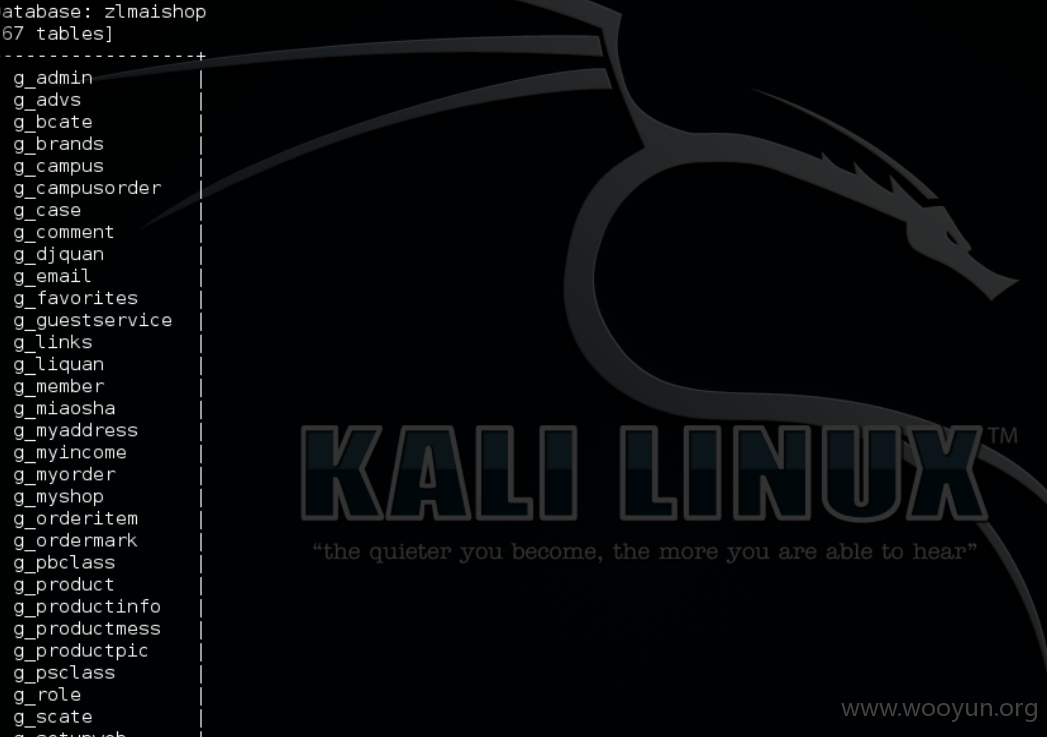 atabase: zlmaishop
67 tables]
-----------------+
g_admin |
g_advs |
g_bcate |
g_brands |
g_campus |
g_campusorder |
g_case |
g_comment |
g_djquan |
g_email |
g_favorites |
g_guestservice |
g_links |
g_liquan |
g_member |
g_miaosha |
g_myaddress |
g_myincome |
g_myorder |
g_myshop |
g_orderitem |
g_ordermark |
g_pbclass |
g_product |
g_productinfo |
g_productmess |
g_productpic |
g_psclass |
g_role |
g_scate |
KALI LINUX™
“the quieter you become, the more you are able to hear”
www.wooyun.org